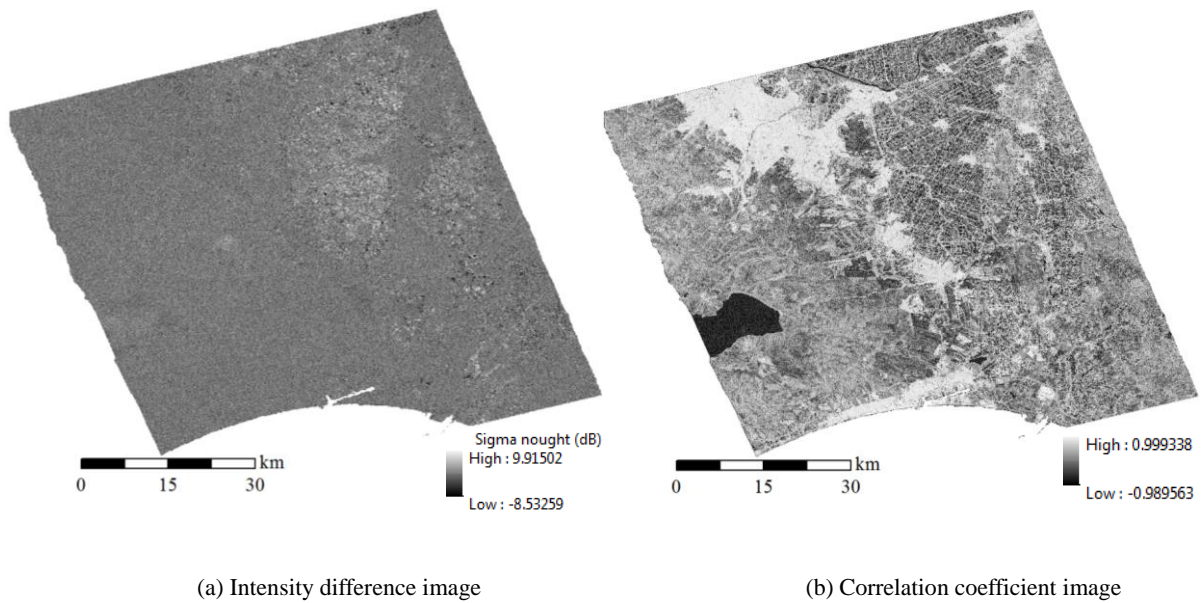 Sigma nought (dB)
High : 9.91502
Low : -8.53259
km
0 15 30
High : 0.999338
Low : -0.989563
km
0 15 30
(a) Intensity difference image
(b) Correlation coefficient image